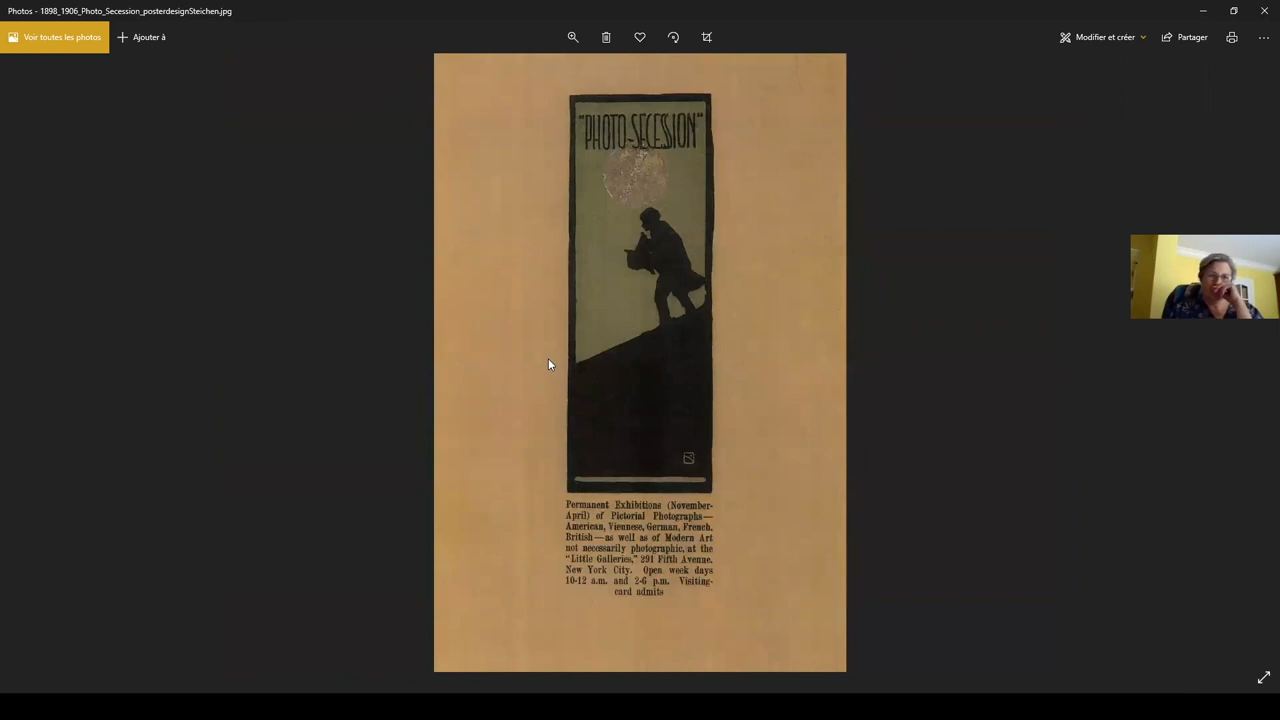 Photos - 1898_1906_Photo_Secession_posterdesignSteichen.jpg
Voir toutes les photos
Ajouter à
Modifier et créer
Partager
"PHOTO-SECESSION"
Permanent Exhibitions (November-
April) of Pictorial Photographs—
American, Viennese, German, French,
British—as well as of Modern Art
not necessarily photographic, at the
"Little Galleries," 291 Fifth Avenue,
New York City. Open week days
10-12 a.m. and 2-6 p.m. Visiting-
card admits